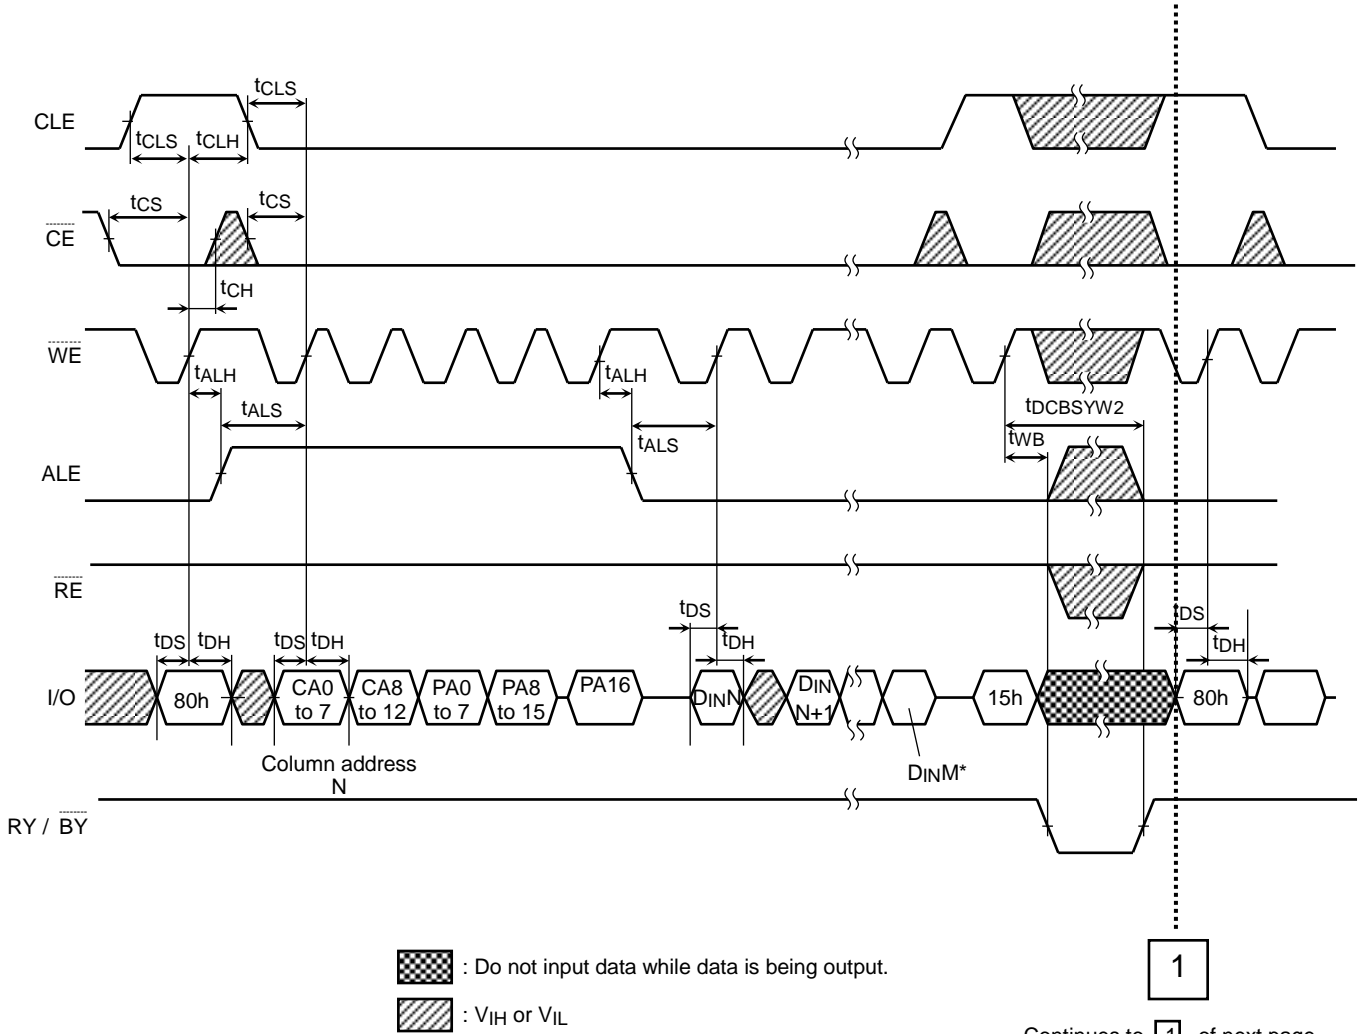 tCLS
CLE
tCLS
tCLH
tCS
tCS
CE
tCH
WE
tALH
tALH
tALS
tALS
tDCBSYW2
tWB
ALE
RE
tDS
tDH
tDS
tDH
tDS
tDH
DS
tDH
I/O
80h
CA0
to 7
CA8
to 12
PA0
to 7
PA8
to 15
PA16
DINN
DIN
N+1
15h
80h
Column address
N
DINM*
RY / BY
: Do not input data while data is being output.
1
: VIH or VIL
Continues to 1 of next page